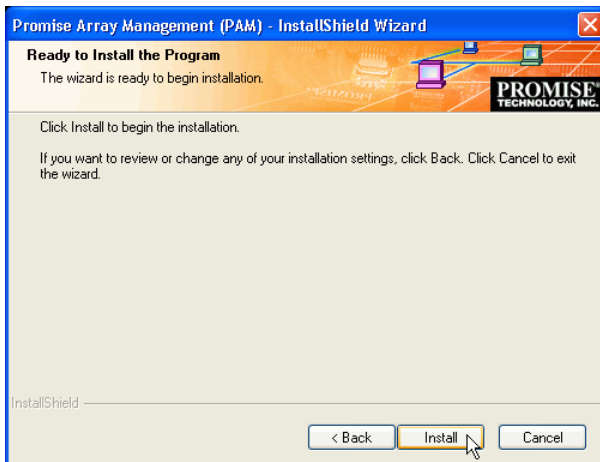 Promise Array Management (PAM) - InstallShield Wizard
Ready to Install the Program
The wizard is ready to begin installation.
PROMISE®
TECHNOLOGY, INC.
Click Install to begin the installation.
If you want to review or change any of your installation settings, click Back. Click Cancel to exit
the wizard.
InstallShield
< Back
Install
Cancel